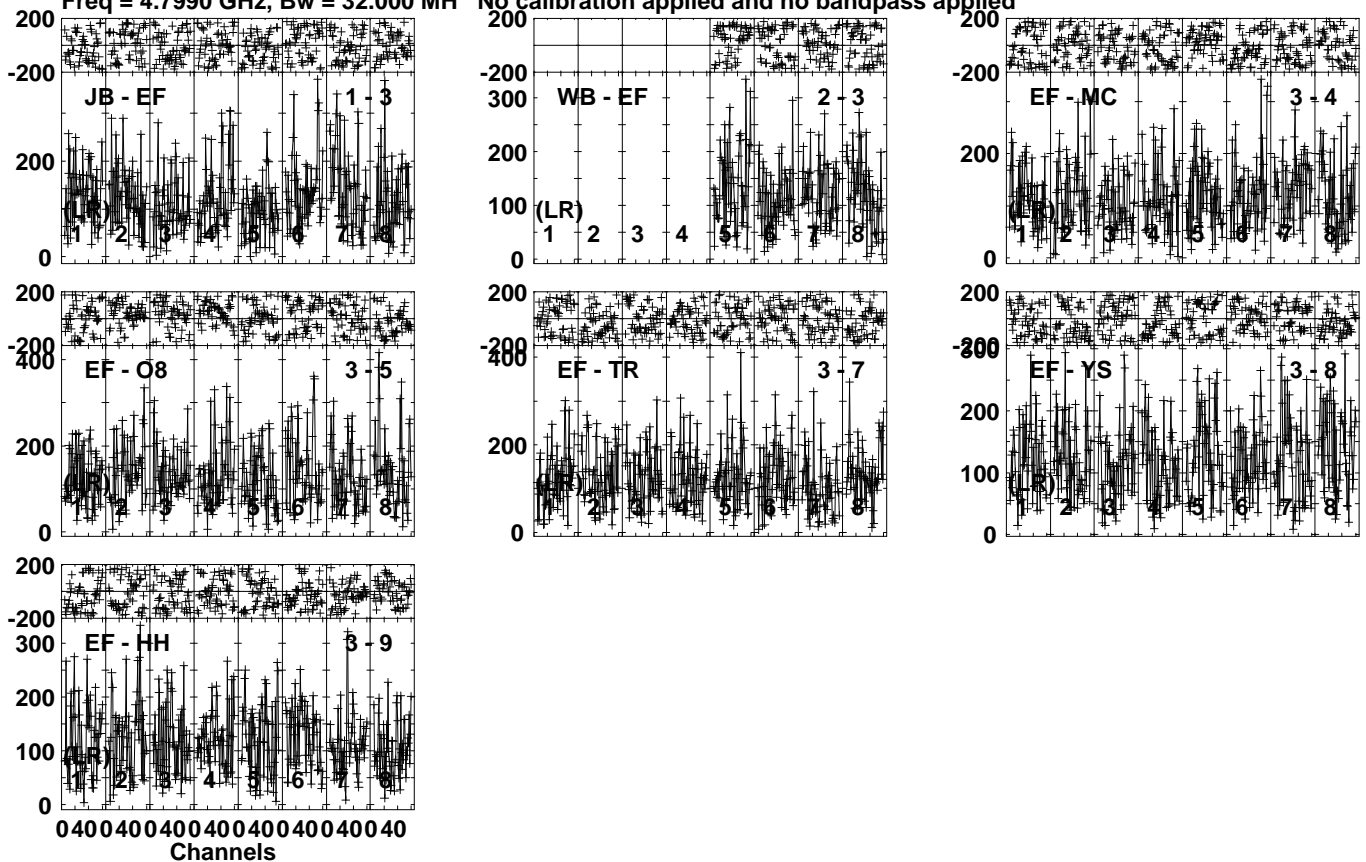 Freq = 4.7990 GHz, Bw = 32.000 MH No calibration applied and no bandpass applied
200 200 200
-200 -200 -200
JB - EF 1 - 3 WB - EF 2 - 3 EF - MC 3 - 4
300
200 200 200
100
(LR) (LR) (LR)
1 2 3 4 5 6 7 8 1 2 3 4 5 6 7 8 1 2 3 4 5 6 7 8
0 0 0
200 200 200
-200 -200 -200
400 400 300
EF - O8 3 - 5 EF - TR 3 - 7 EF - YS 3 - 8
200 200 200
100
(LR) (LR) (LR)
1 2 3 4 5 6 7 8 1 2 3 4 5 6 7 8 1 2 3 4 5 6 7 8
0 0 0
200
-200
300 EF - HH 3 - 9
200
100
(LR)
1 2 3 4 5 6 7 8
0
0 40 0 40 0 40 0 40 0 40 0 40 0 40 0 40
Channels